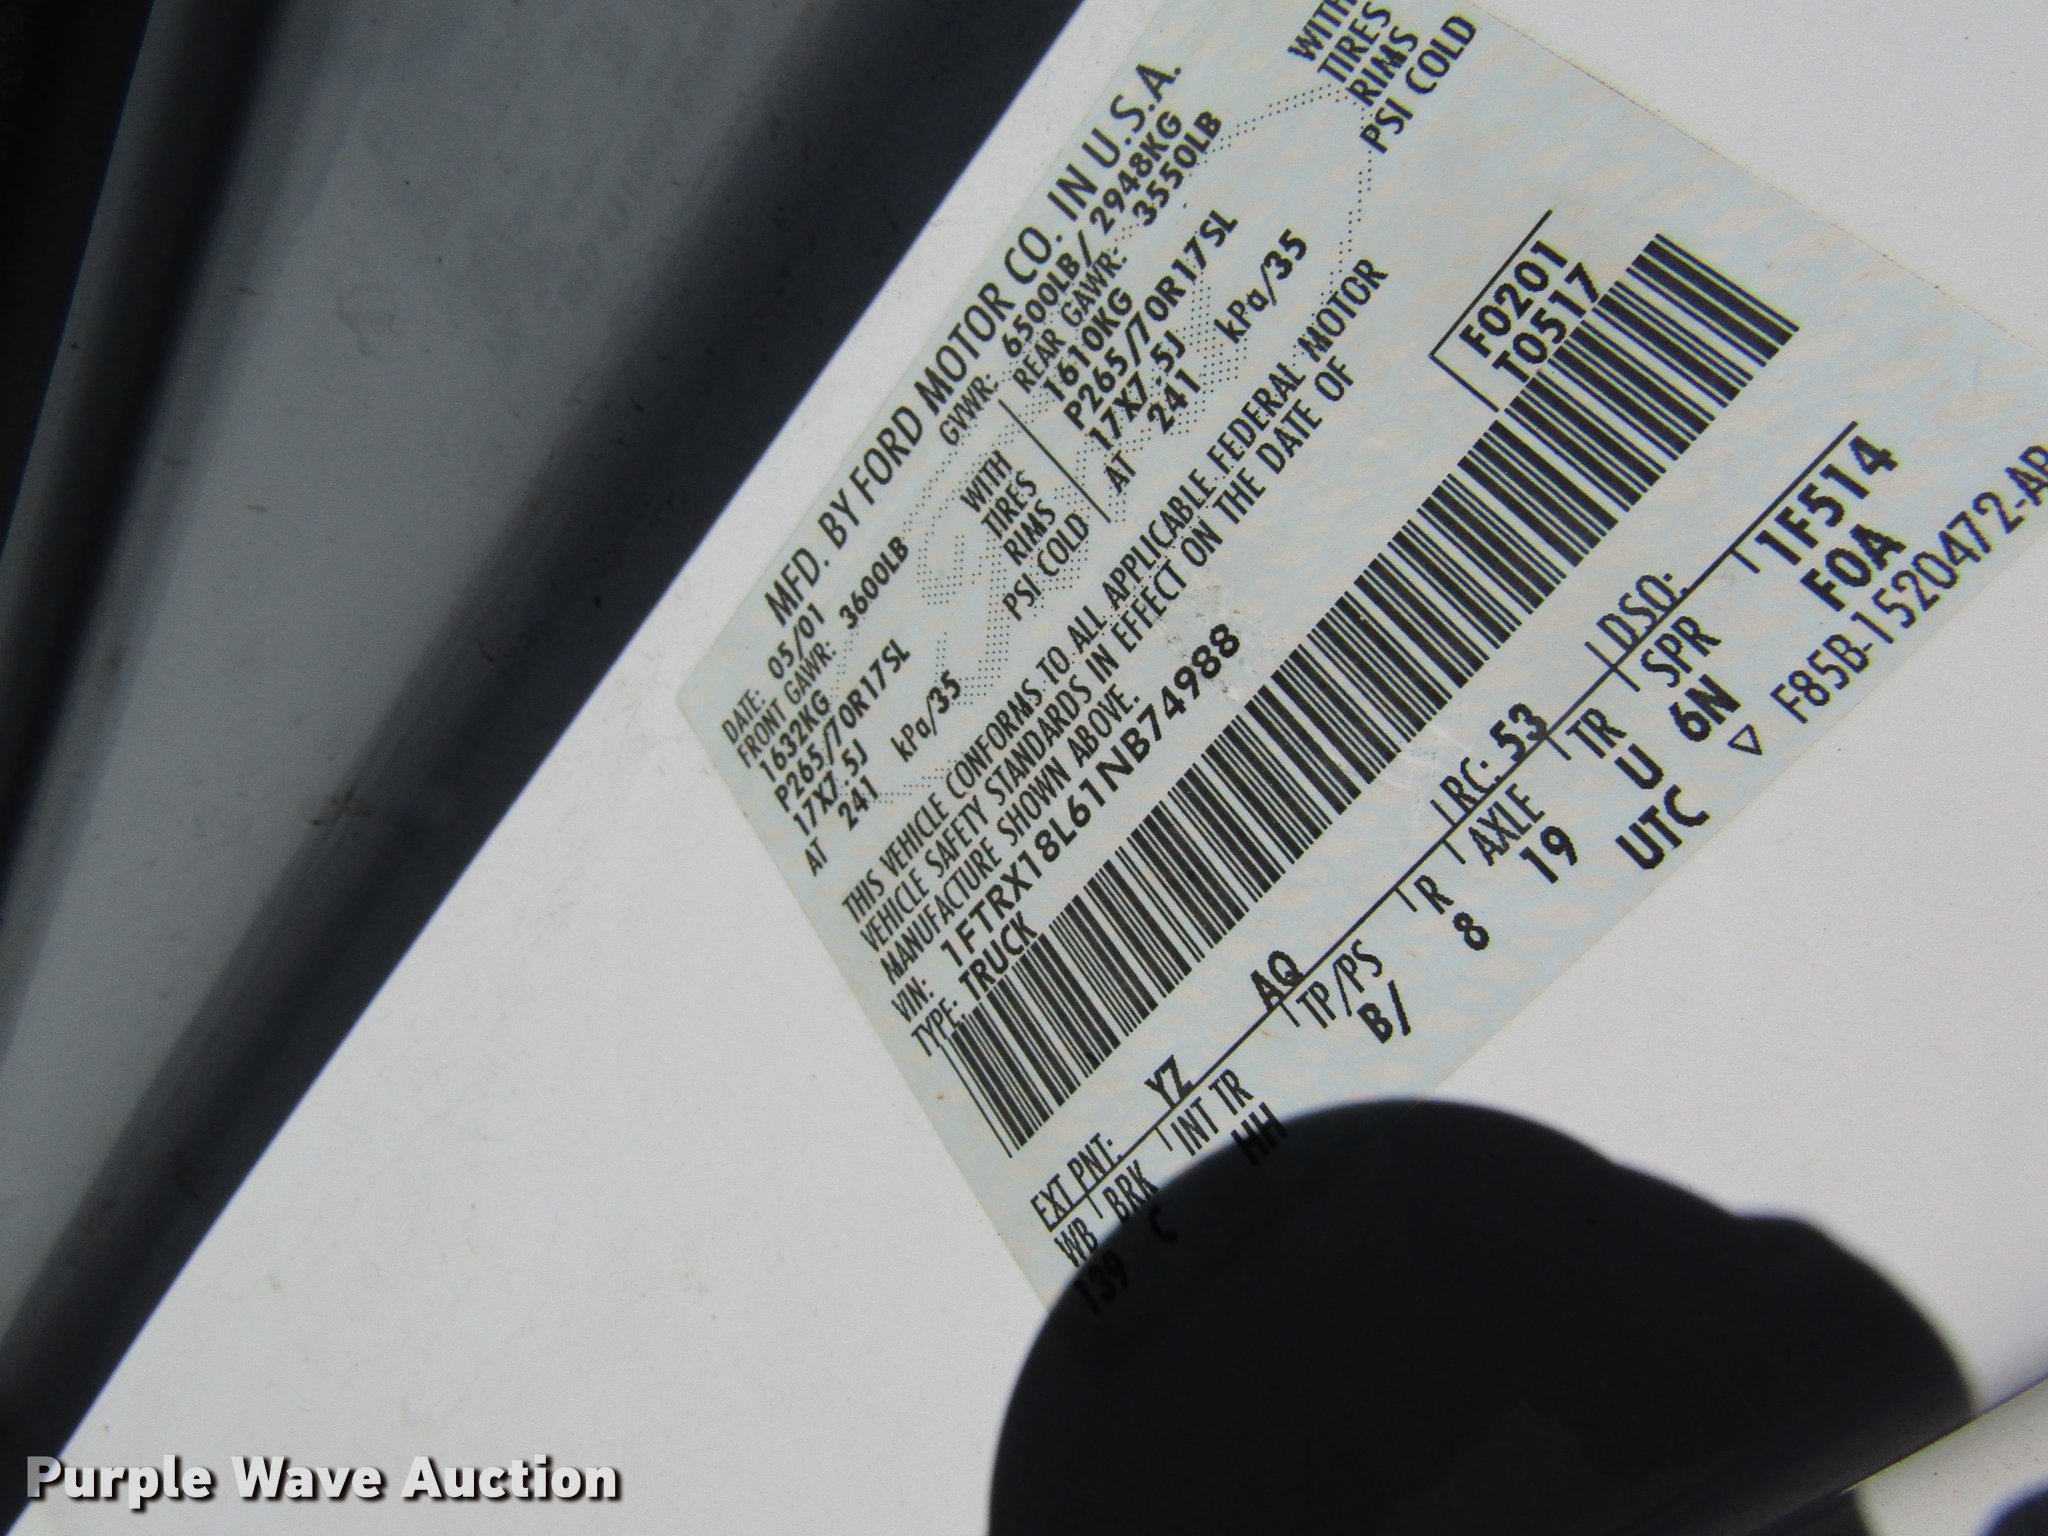 MFD. BY FORD MOTOR CO. IN U.S.A.
DATE: 05/01 GVWR: 6500LB/ 2948KG
FRONT GAWR: 3600LB REAR GAWR: 3550LB
1632KG WITH 1610KG WITH
P265/70R17SL TIRES P265/70R17SL TIRES
17X7.5J RIMS 17X7.5J RIMS
AT 241 kPa/35 PSI COLD AT 241 kPa/35 PSI COLD
THIS VEHICLE CONFORMS TO ALL APPLICABLE FEDERAL MOTOR
VEHICLE SAFETY STANDARDS IN EFFECT ON THE DATE OF
MANUFACTURE SHOWN ABOVE.
VIN: 1FTRX18L61NB74988 F0201
TYPE: TRUCK T0517
EXT PNT: YZ AQ RC: 53 DSO: 1F514
WB BRK INT TR TP/PS R AXLE TR SPR F0A
139 C HH B/ 8 19 U 6N
UTC
▽ F85B-1520472-AB
Purple Wave Auction